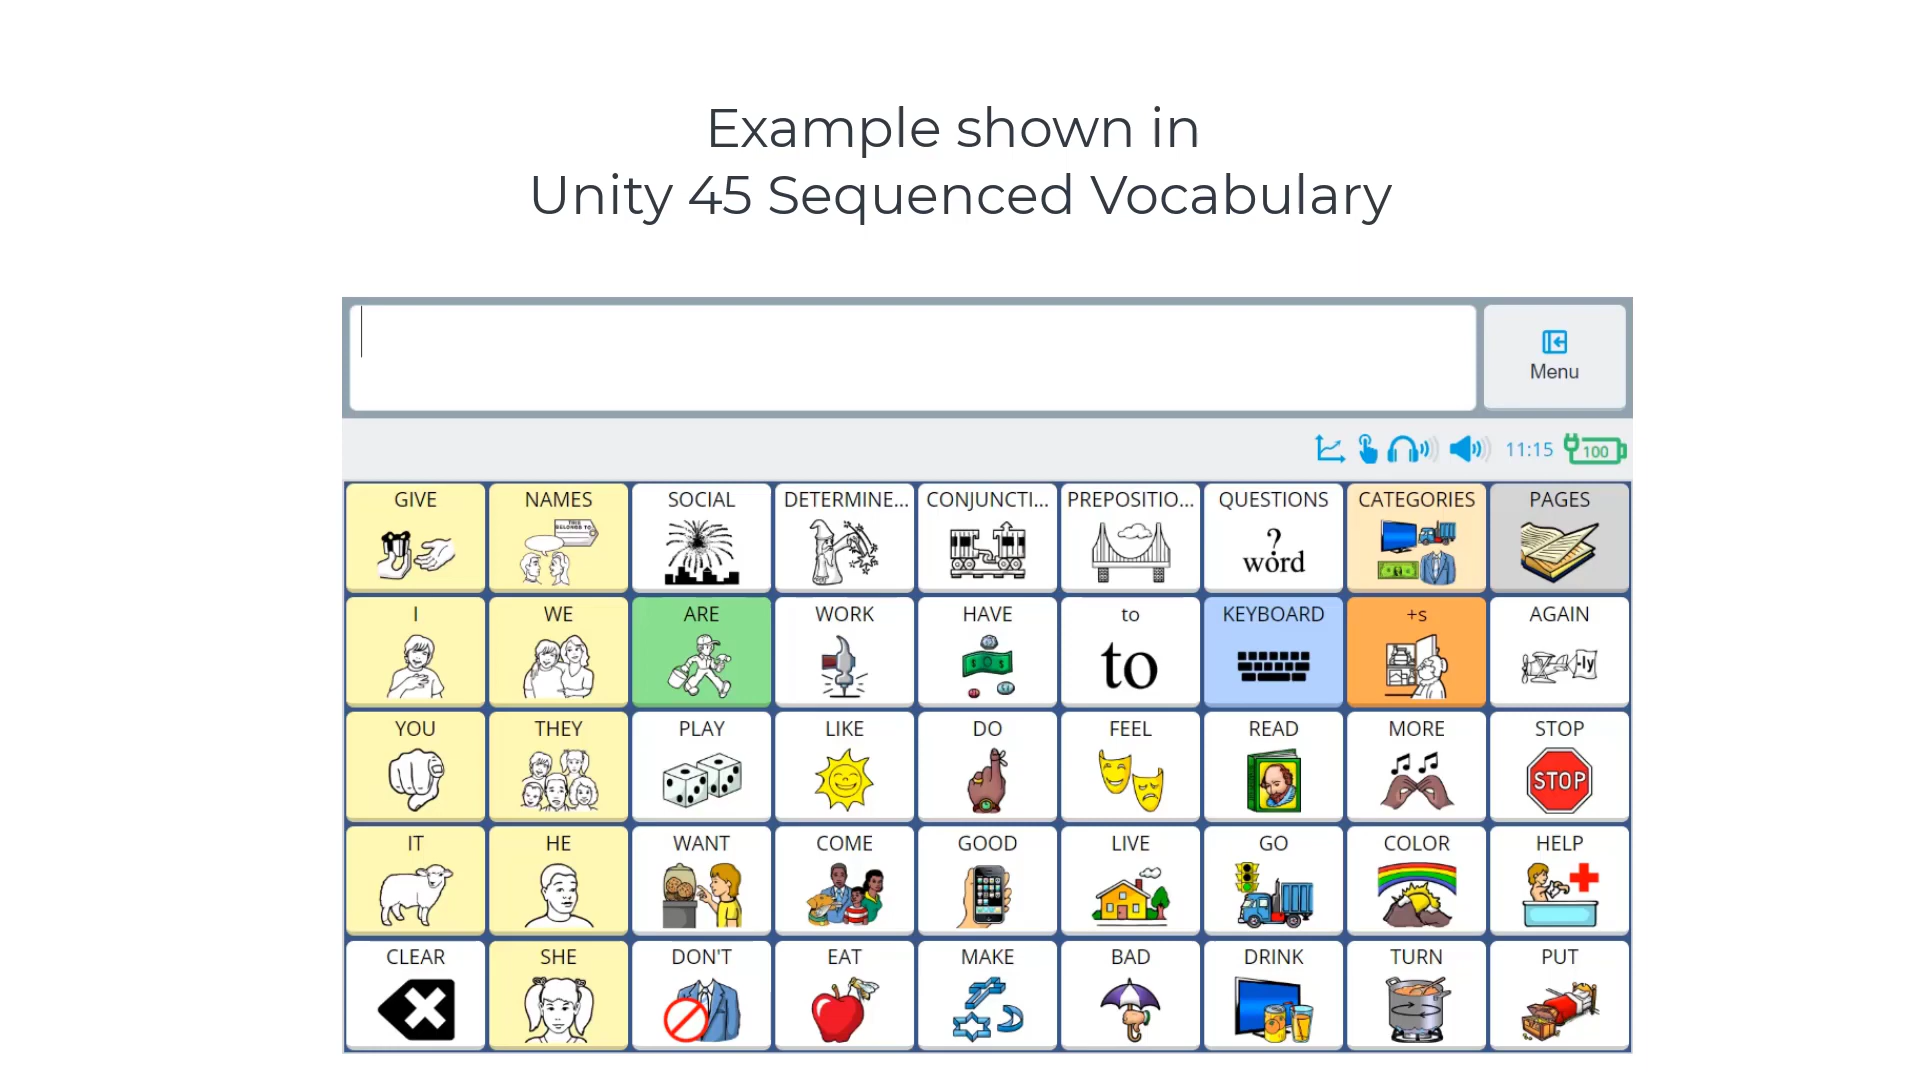 Example shown in
Unity 45 Sequenced Vocabulary
Menu
11:15 100
GIVE NAMES SOCIAL DETERMINE... CONJUNCTI... PREPOSITIO... QUESTIONS CATEGORIES PAGES
THIS BELONGS TO
?
word
I WE ARE WORK HAVE to KEYBOARD +s AGAIN
to
-ly
YOU THEY PLAY LIKE DO FEEL READ MORE STOP
STOP
IT HE WANT COME GOOD LIVE GO COLOR HELP
CLEAR SHE DON'T EAT MAKE BAD DRINK TURN PUT